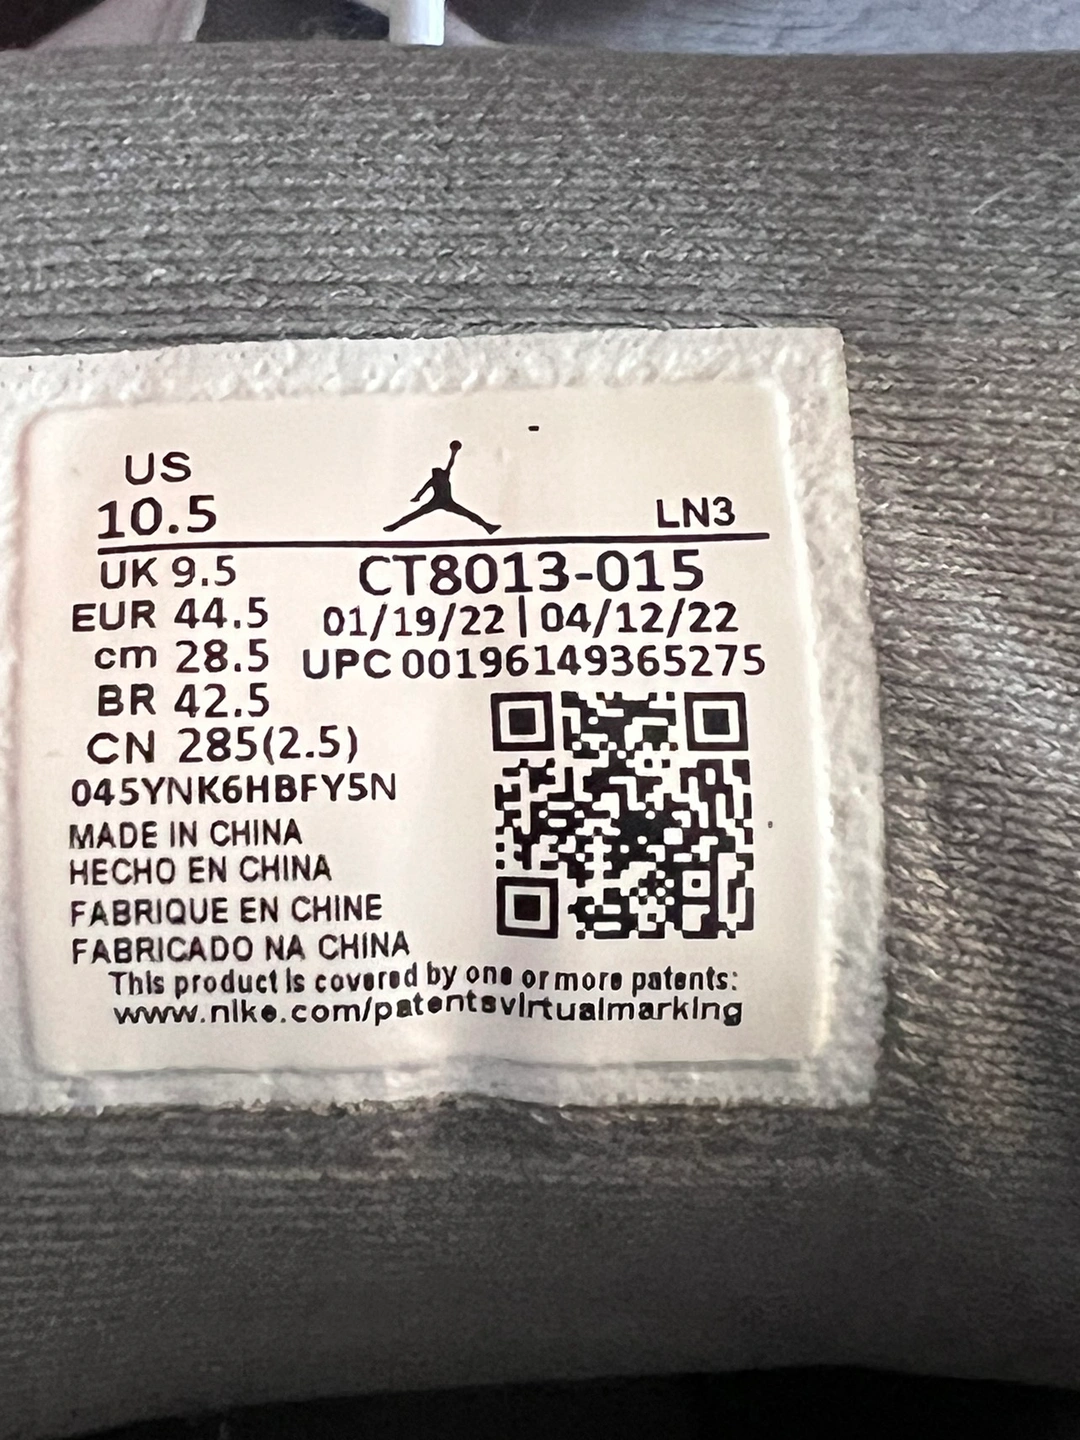 US
10.5
LN3
UK 9.5
CT8013-015
EUR 44.5
01/19/22 | 04/12/22
cm 28.5
UPC 00196149365275
BR 42.5
CN 285(2.5)
045YNK6HBFY5N
MADE IN CHINA
HECHO EN CHINA
FABRIQUE EN CHINE
FABRICADO NA CHINA
This product is covered by one or more patents:
www.nike.com/patentsvirtualmarking